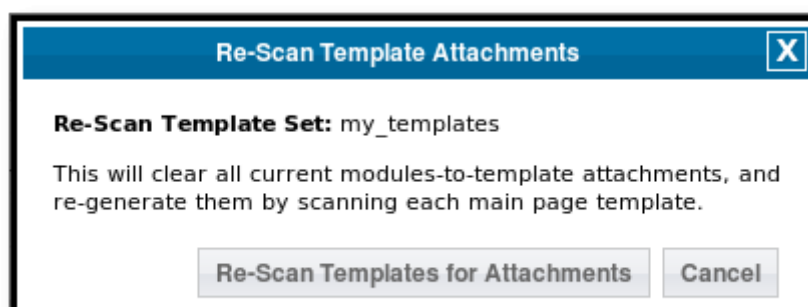 Re-Scan Template Attachments X
Re-Scan Template Set: my_templates
This will clear all current modules-to-template attachments, and
re-generate them by scanning each main page template.
Re-Scan Templates for Attachments Cancel